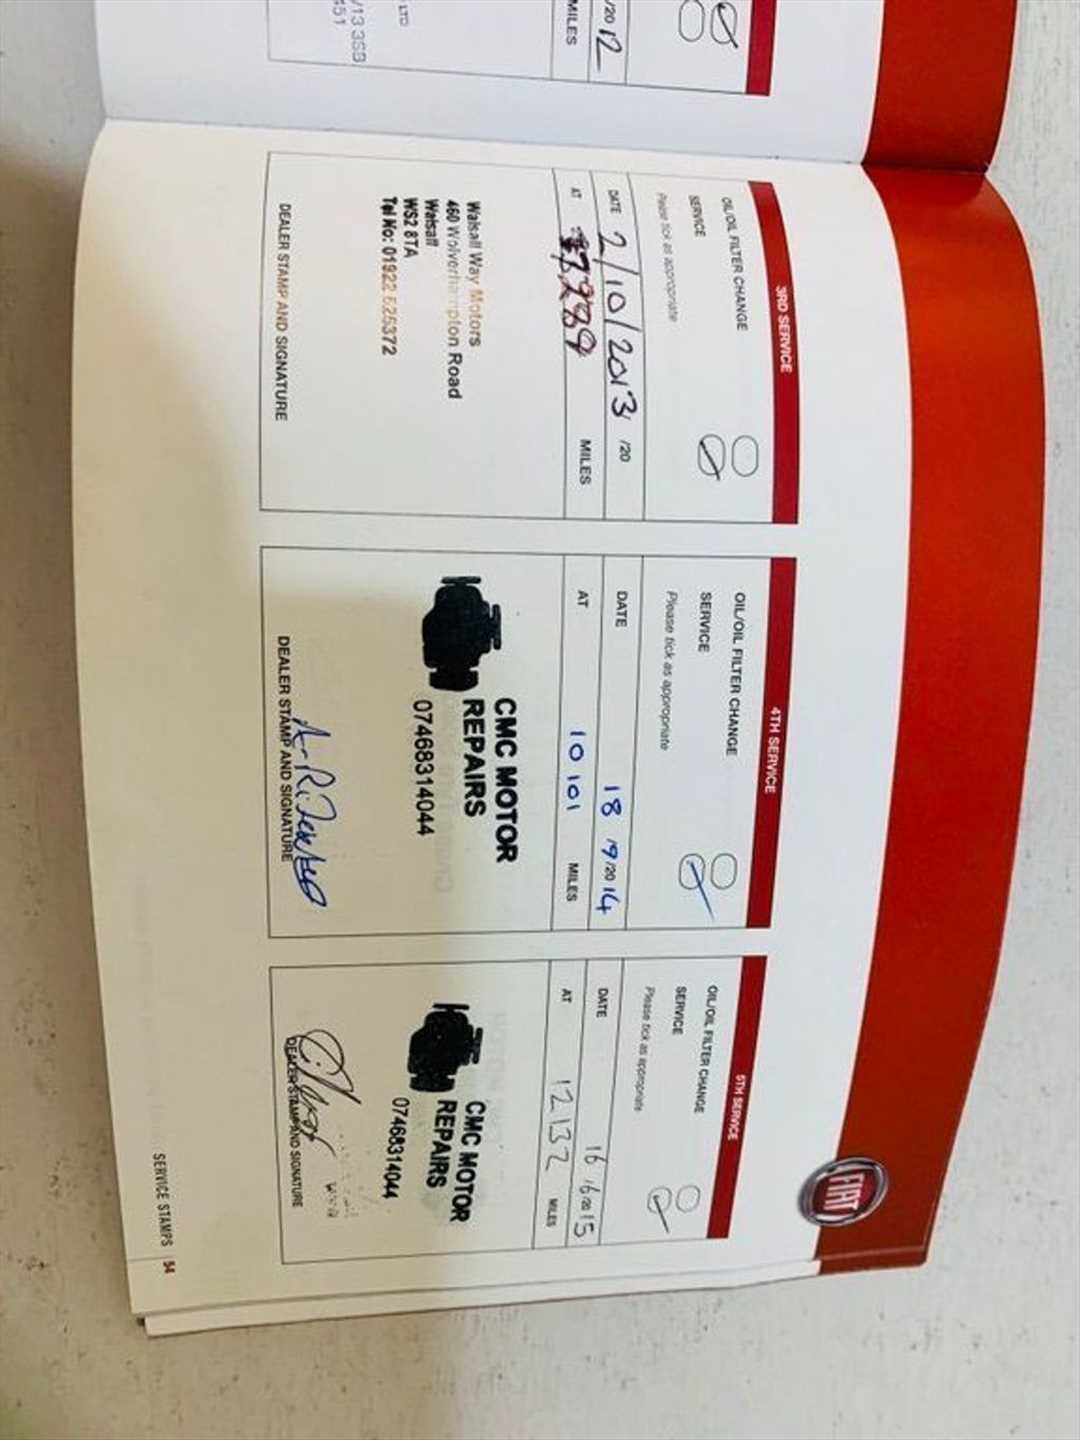 LTD
/13 3SB
451
/20 12
MILES
3RD SERVICE
OIL/OIL FILTER CHANGE
SERVICE
Please tick as appropriate
DATE 2/10/2013 /20
AT MILES
Walsall Way Motors
460 Wolverhampton Road
Walsall
WS2 8TA
Tel No: 01922 625372
DEALER STAMP AND SIGNATURE
4TH SERVICE
OIL/OIL FILTER CHANGE
SERVICE
Please tick as appropriate
DATE 18 /9/20 14
AT 10 101 MILES
CMC MOTOR
REPAIRS
07468314044
DEALER STAMP AND SIGNATURE
5TH SERVICE
OIL/OIL FILTER CHANGE
SERVICE
Please tick as appropriate
DATE 16 /6/20 15
AT 12132 MILES
CMC MOTOR
REPAIRS
07468314044
DEALER STAMP AND SIGNATURE
FIAT
SERVICE STAMPS 54